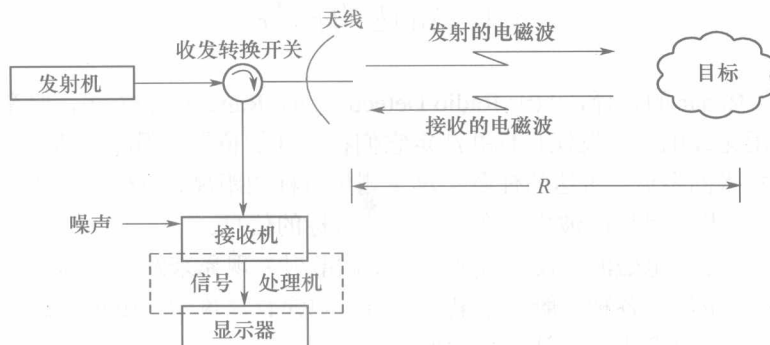 天线
收发转换开关
发射的电磁波
发射机
目标
接收的电磁波
R
噪声
接收机
信号 处理机
显示器